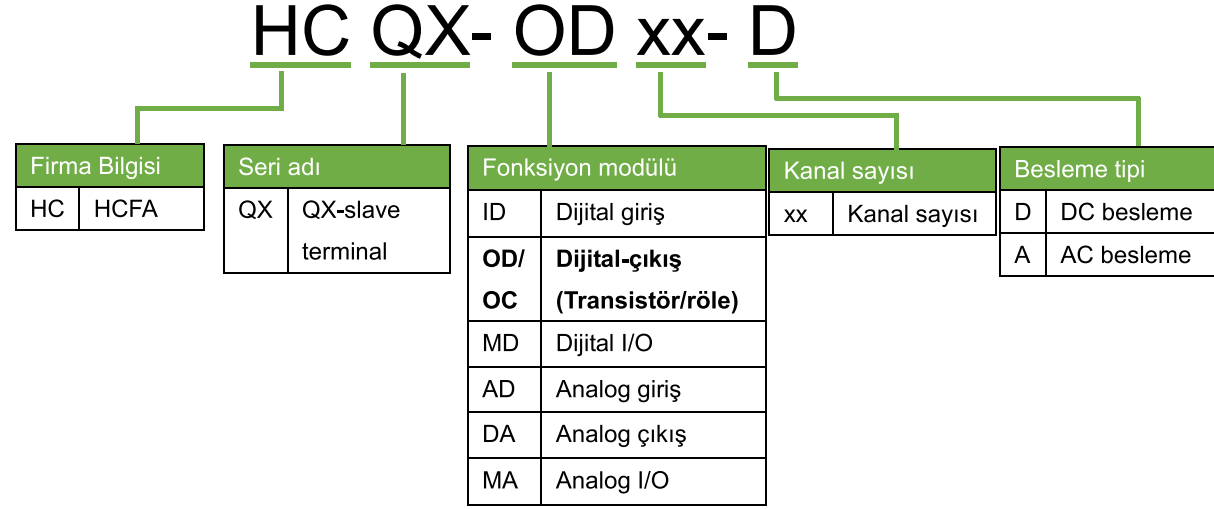 HC QX- OD xx- D
Firma Bilgisi
HC HCFA
Seri adı
QX QX-slave
terminal
Fonksiyon modülü
ID Dijital giriş
OD/ Dijital-çıkış
OC (Transistör/röle)
MD Dijital I/O
AD Analog giriş
DA Analog çıkış
MA Analog I/O
Kanal sayısı
xx Kanal sayısı
Besleme tipi
D DC besleme
A AC besleme